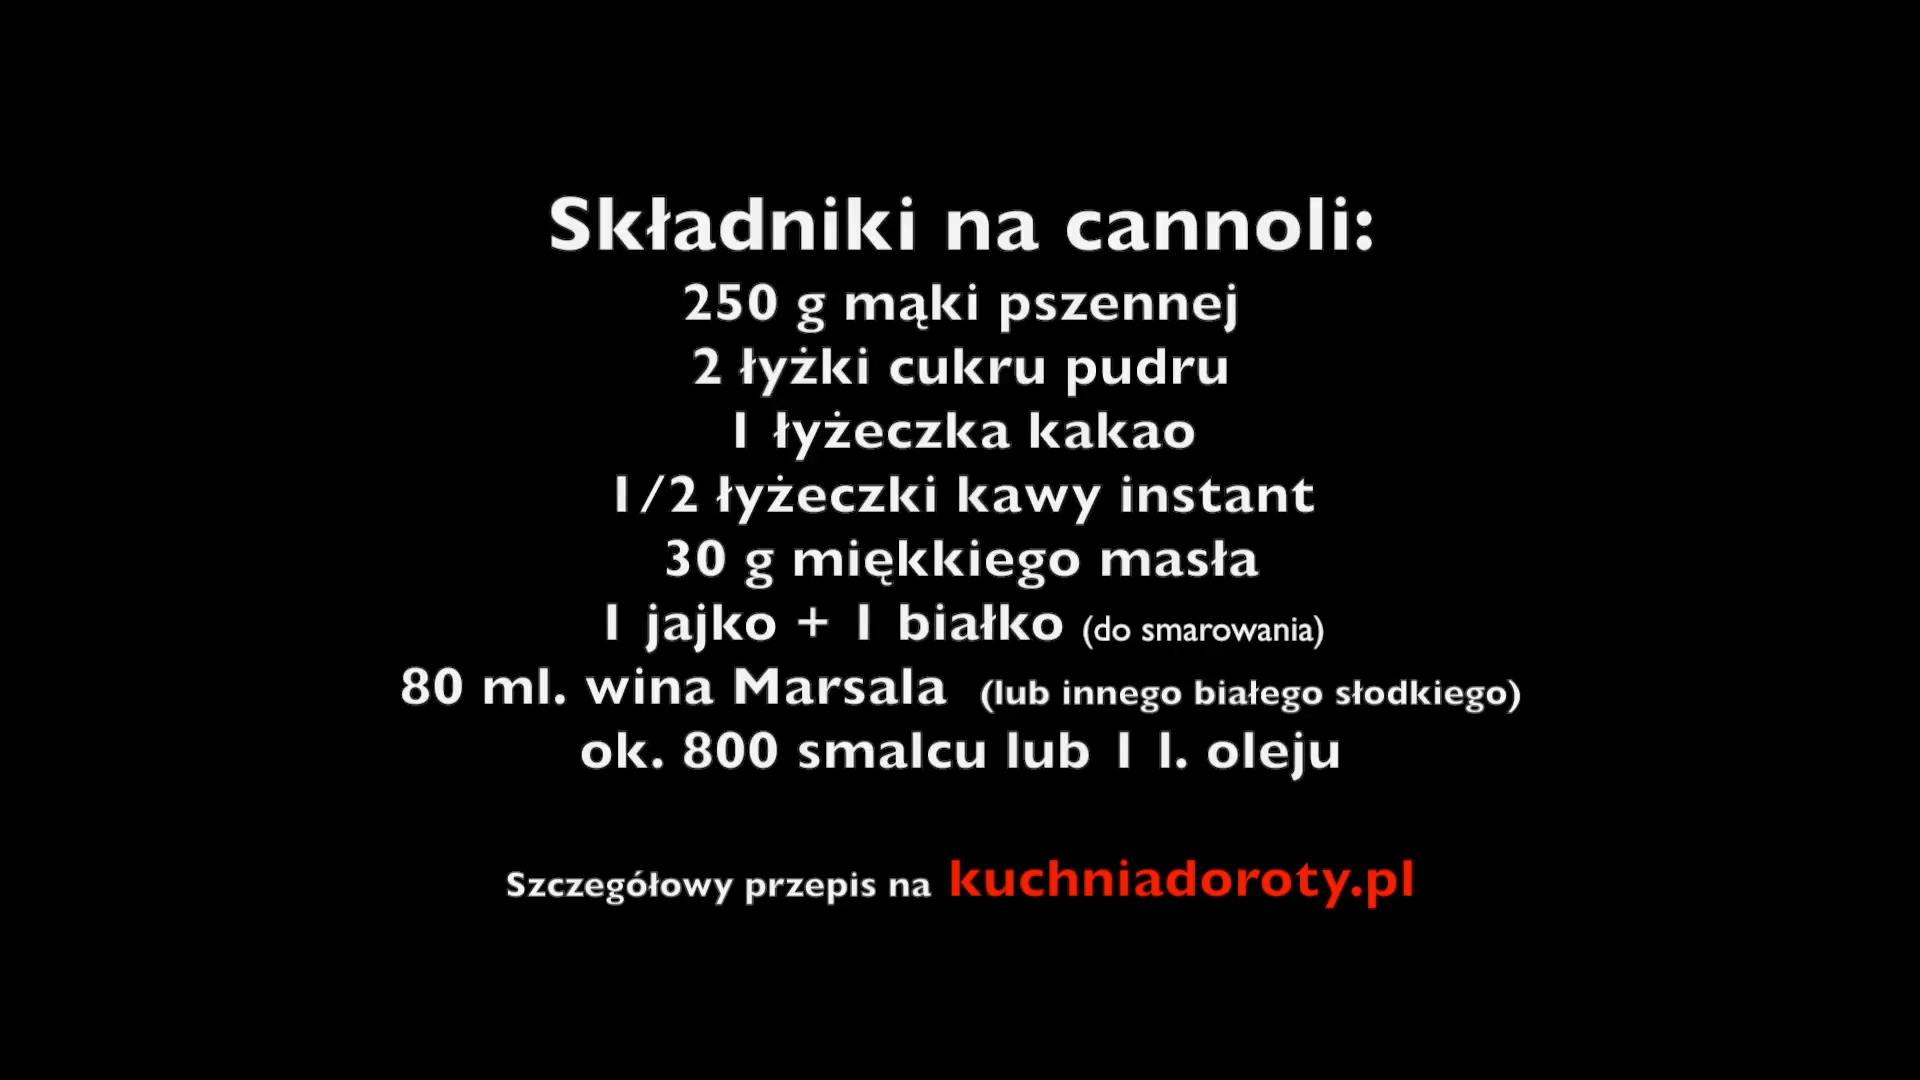 Składniki na cannoli:
250 g mąki pszennej
2 łyżki cukru pudru
1 łyżeczka kakao
1/2 łyżeczki kawy instant
30 g miękkiego masła
1 jajko + 1 białko (do smarowania)
80 ml. wina Marsala (lub innego białego słodkiego)
ok. 800 smalcu lub 1 l. oleju
Szczegółowy przepis na kuchniadoroty.pl